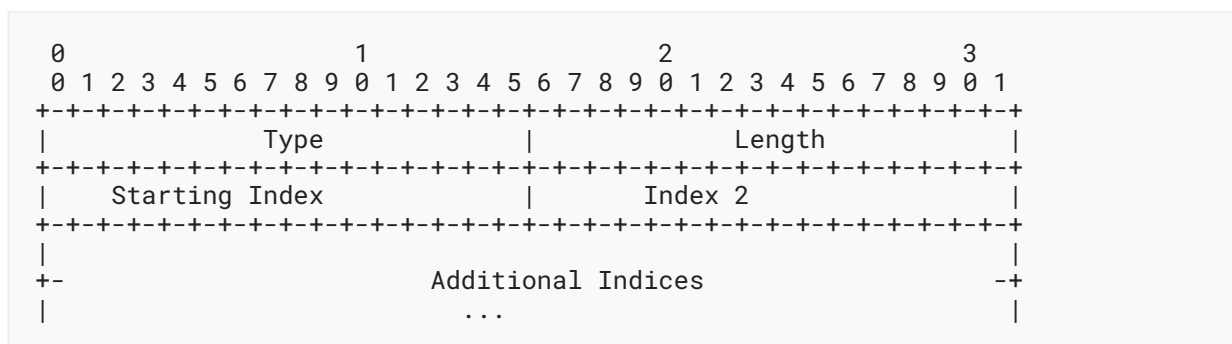 0                   1                   2                   3
 0 1 2 3 4 5 6 7 8 9 0 1 2 3 4 5 6 7 8 9 0 1 2 3 4 5 6 7 8 9 0 1
+-+-+-+-+-+-+-+-+-+-+-+-+-+-+-+-+-+-+-+-+-+-+-+-+-+-+-+-+-+-+-+-+
|              Type             |             Length            |
+-+-+-+-+-+-+-+-+-+-+-+-+-+-+-+-+-+-+-+-+-+-+-+-+-+-+-+-+-+-+-+-+
|    Starting Index             |       Index 2                 |
+-+-+-+-+-+-+-+-+-+-+-+-+-+-+-+-+-+-+-+-+-+-+-+-+-+-+-+-+-+-+-+-+
|                                                               |
+-                        Additional Indices                   -+
|                           ...                                 |